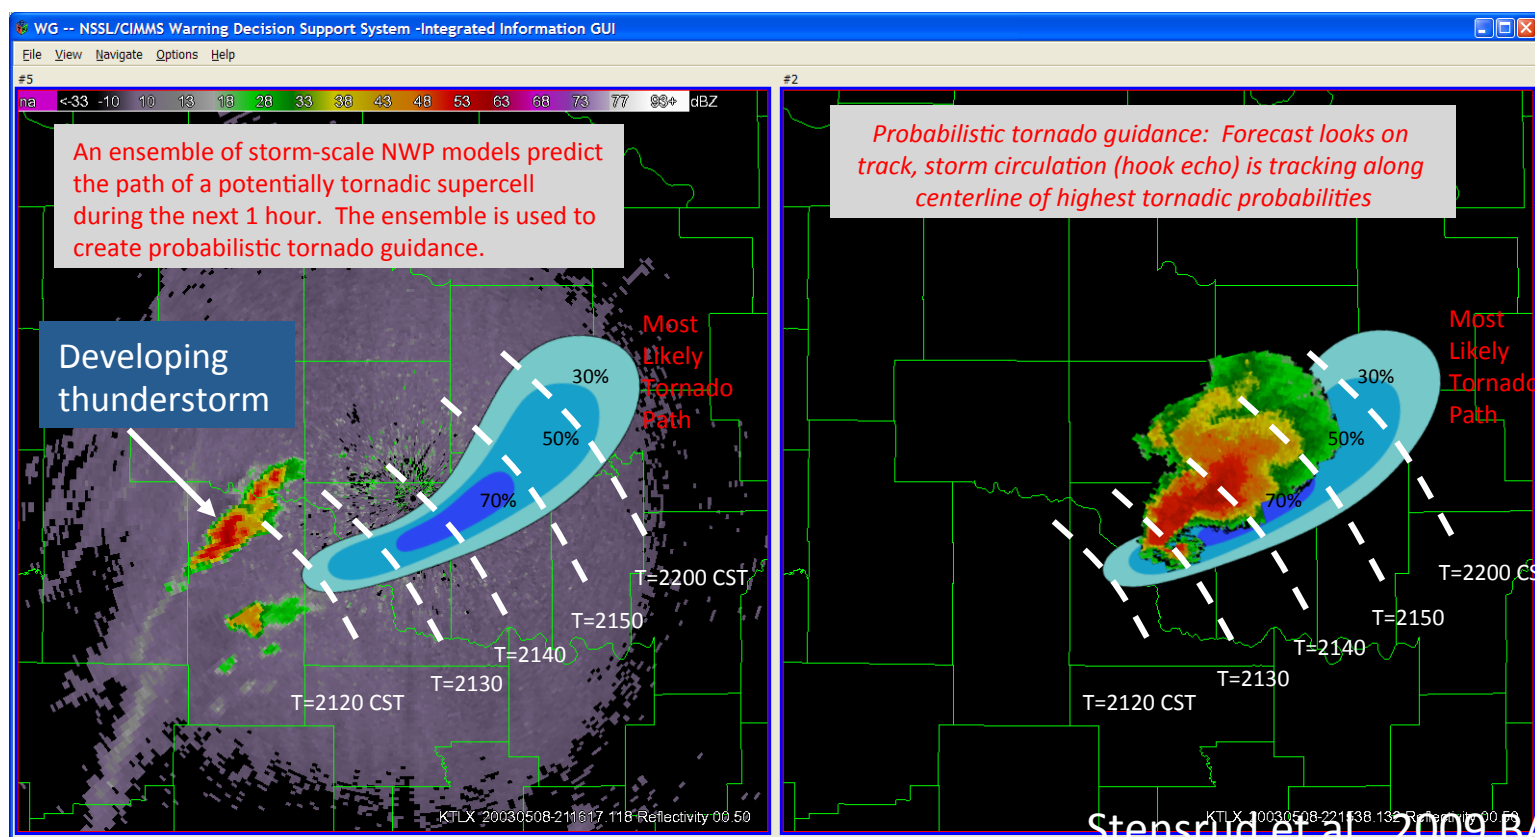 WG -- NSSL/CIMMS Warning Decision Support System -Integrated Information GUI
File View Navigate Options Help
#5
na <-33 -10 10 13 18 28 33 38 43 48 53 63 68 73 77 93+ dBZ
An ensemble of storm-scale NWP models predict
the path of a potentially tornadic supercell
during the next 1 hour. The ensemble is used to
create probabilistic tornado guidance.
Developing
thunderstorm
Most
Likely
Tornado
Path
30%
50%
70%
T=2200 CST
T=2150
T=2140
T=2130
T=2120 CST
KTLX 20030508-211617.118 Reflectivity 00.50
#2
Probabilistic tornado guidance: Forecast looks on
track, storm circulation (hook echo) is tracking along
centerline of highest tornadic probabilities
Most
Likely
Tornado
Path
30%
50%
70%
T=2200 CS
T=2150
T=2140
T=2130
T=2120 CST
KTLX 20030508-221538.132 Reflectivity 00.50
Stensrud et al. 2009